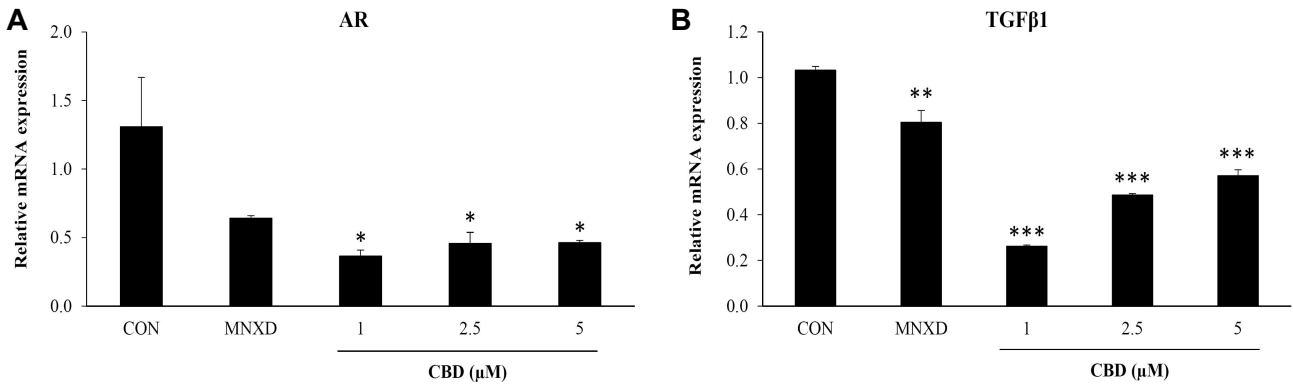 A
AR
Relative mRNA expression
2.0
1.5
1.0
0.5
0.0
*
*
*
CON MNXD 1 2.5 5
CBD (μM)
B
TGFβ1
Relative mRNA expression
1.2
1.0
0.8
0.6
0.4
0.2
0.0
**
***
***
***
CON MNXD 1 2.5 5
CBD (μM)